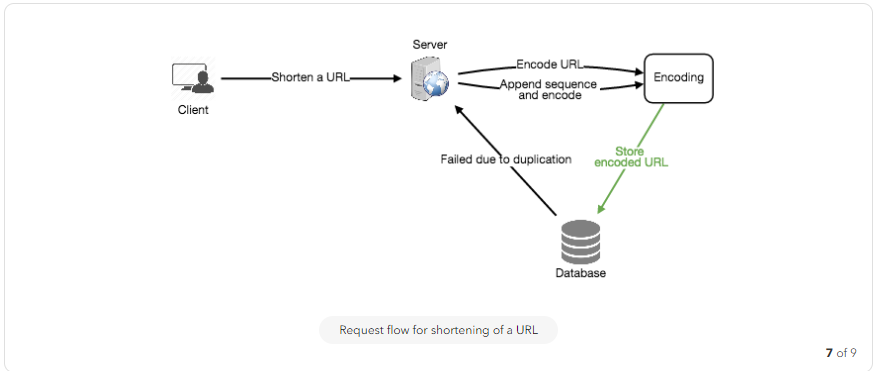 Server
Shorten a URL
Client
Encode URL
Append sequence
and encode
Encoding
Failed due to duplication
Store
encoded URL
Database
Request flow for shortening of a URL
7 of 9